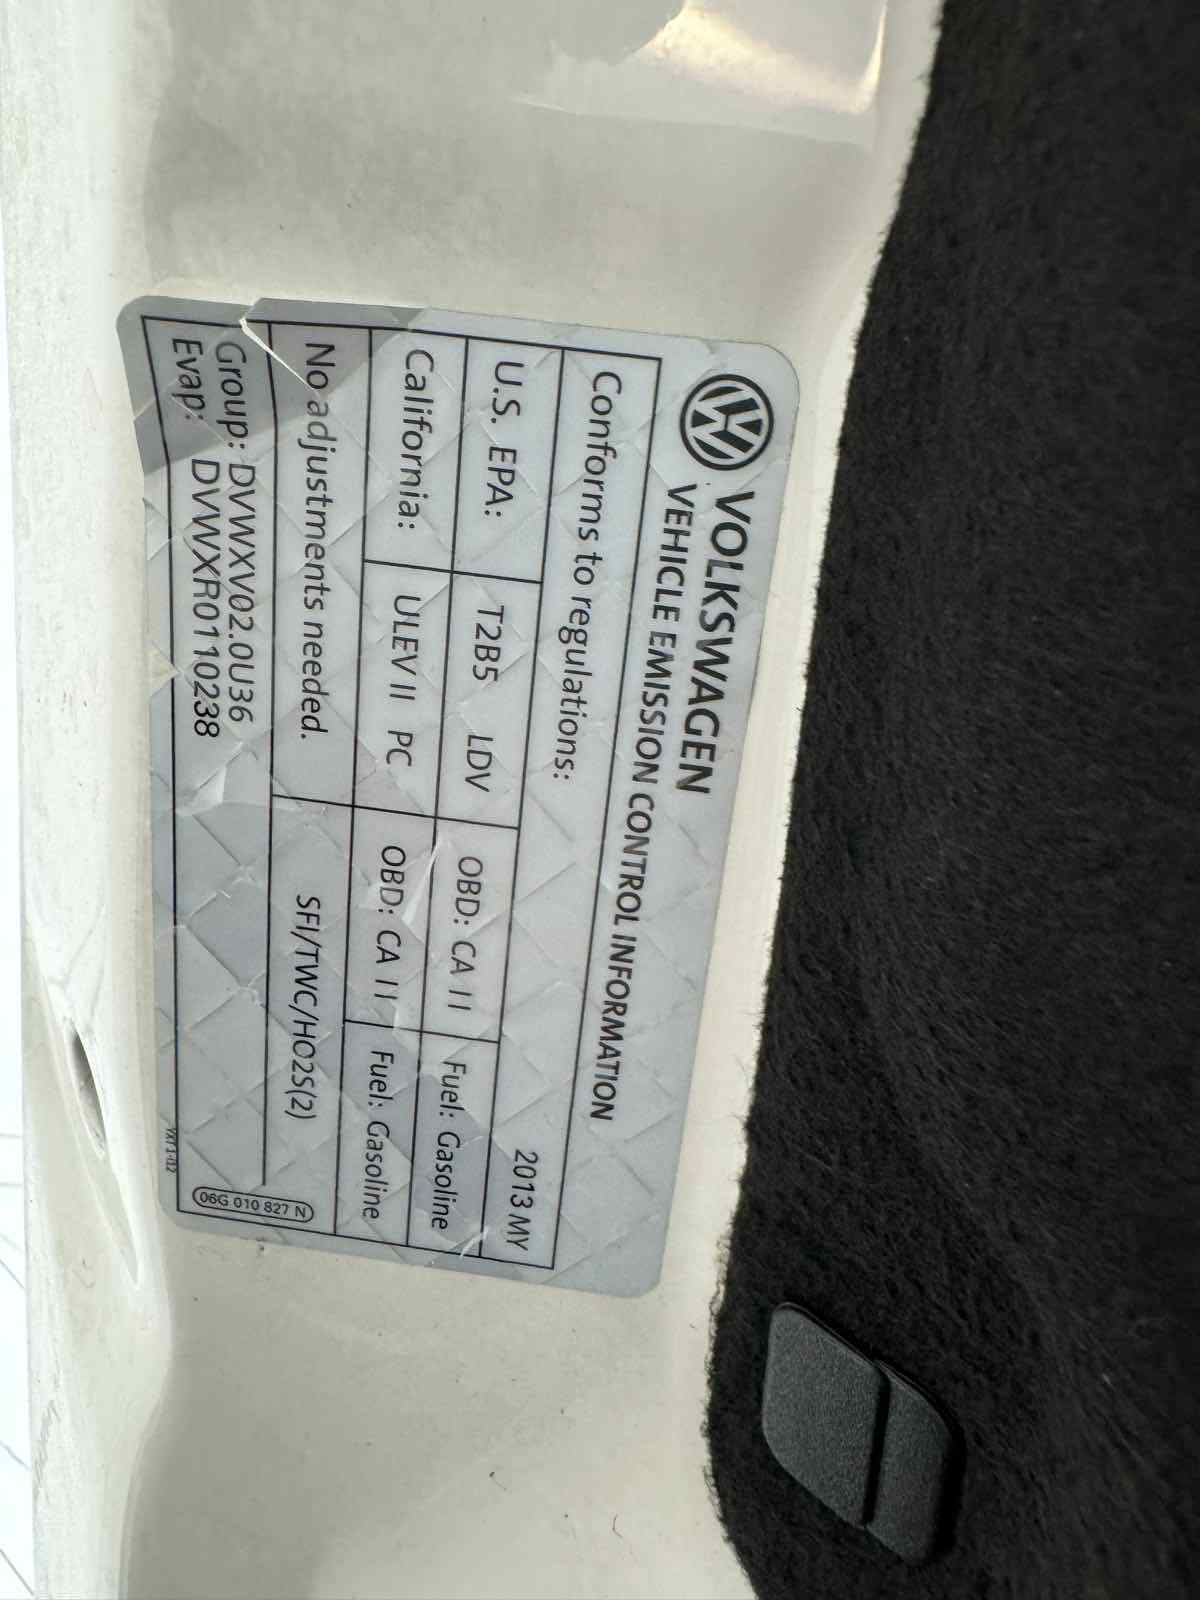 VOLKSWAGEN
VEHICLE EMISSION CONTROL INFORMATION
Conforms to regulations: 2013 MY
U.S. EPA: T2B5 LDV OBD: CA II Fuel: Gasoline
California: ULEV II PC OBD: CA II Fuel: Gasoline
No adjustments needed. SFI/TWC/HO2S(2)
Group: DVWXV02.0U36
Evap: DVWXR0110238
06G 010 827 N